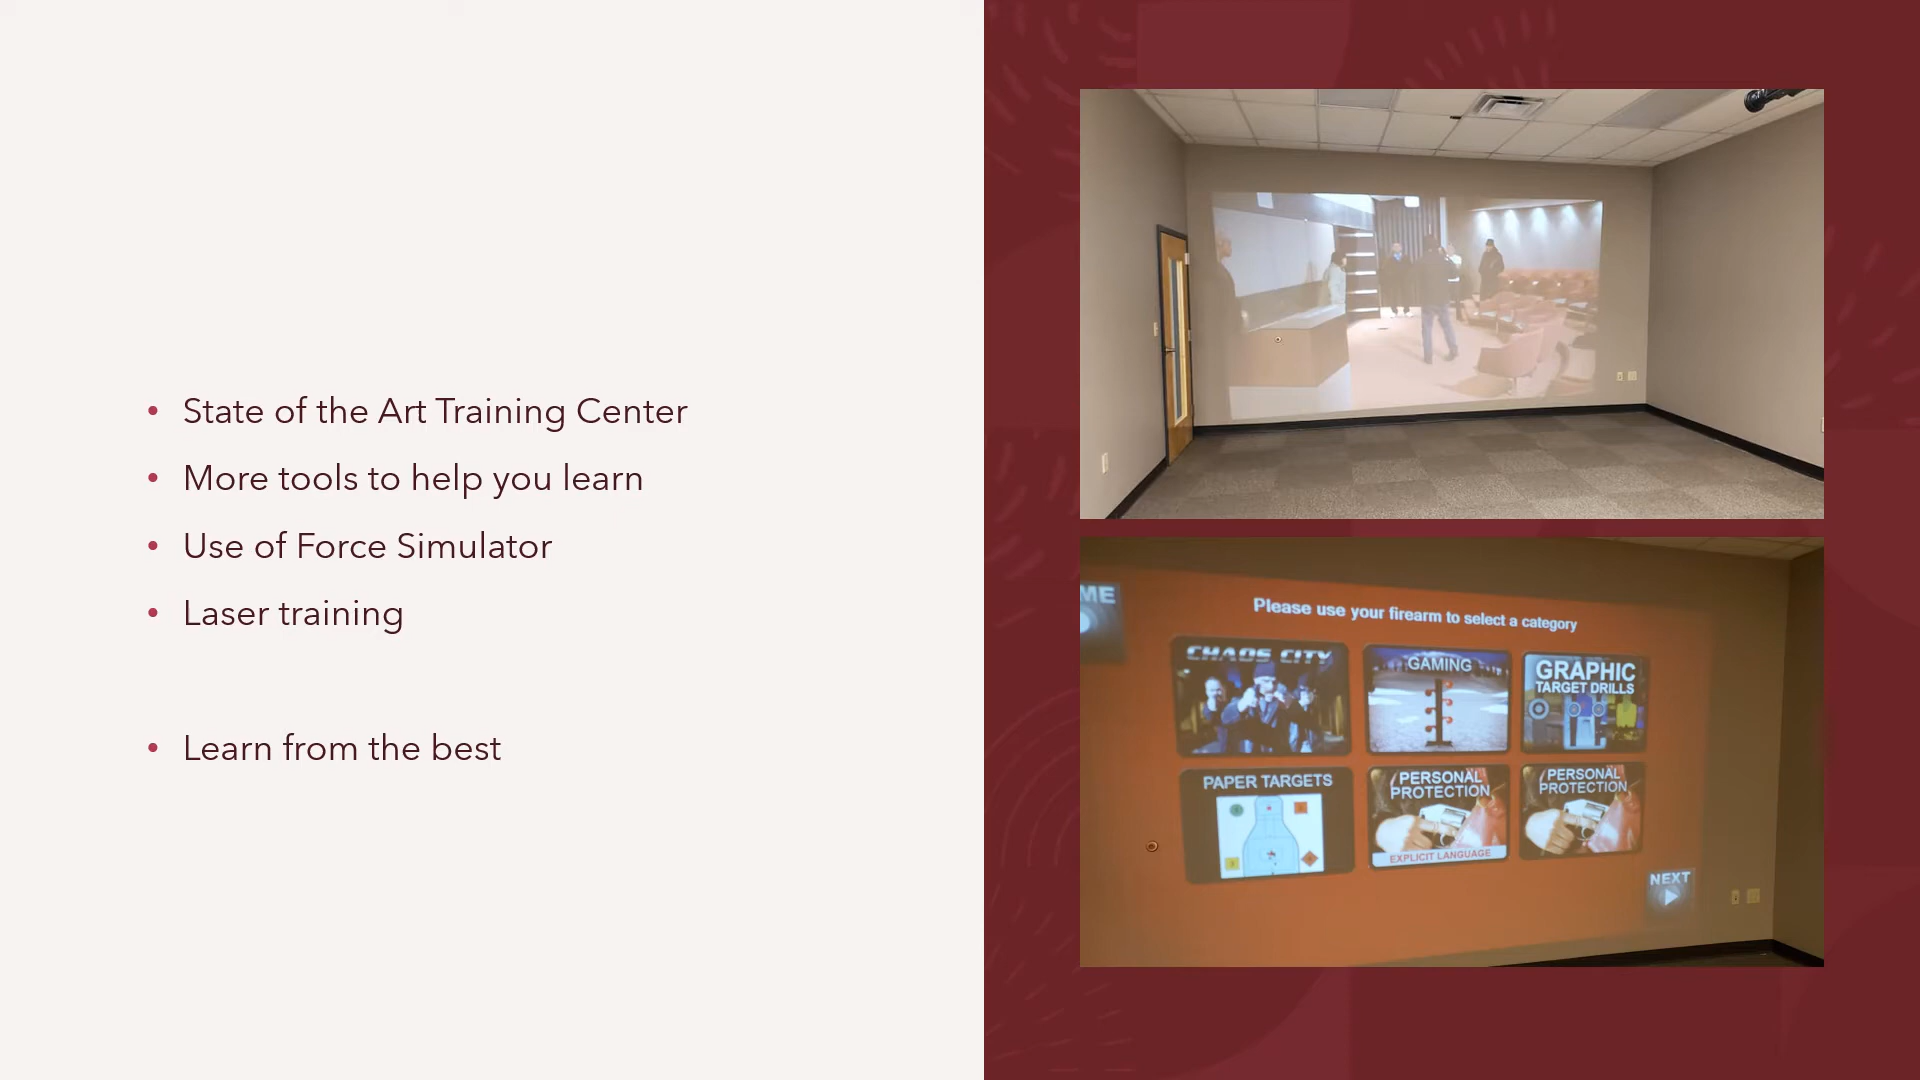 • State of the Art Training Center
• More tools to help you learn
• Use of Force Simulator
• Laser training
• Learn from the best
ME
Please use your firearm to select a category
CHAOS CITY
GAMING
GRAPHIC
TARGET DRILLS
PAPER TARGETS
PERSONAL
PROTECTION
EXPLICIT LANGUAGE
PERSONAL
PROTECTION
NEXT